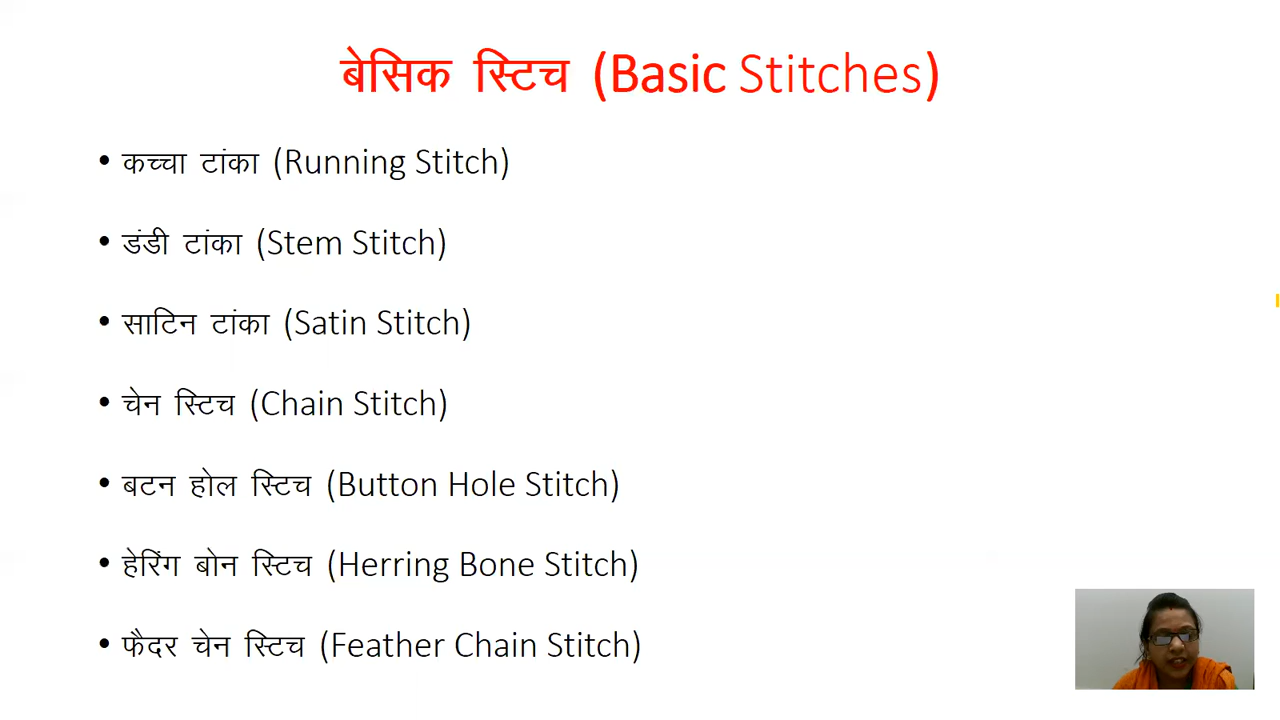 बेसिक स्टिच (Basic Stitches)
• कच्चा टांका (Running Stitch)
• डंडी टांका (Stem Stitch)
• साटिन टांका (Satin Stitch)
• चेन स्टिच (Chain Stitch)
• बटन होल स्टिच (Button Hole Stitch)
• हेरिंग बोन स्टिच (Herring Bone Stitch)
• फैदर चेन स्टिच (Feather Chain Stitch)